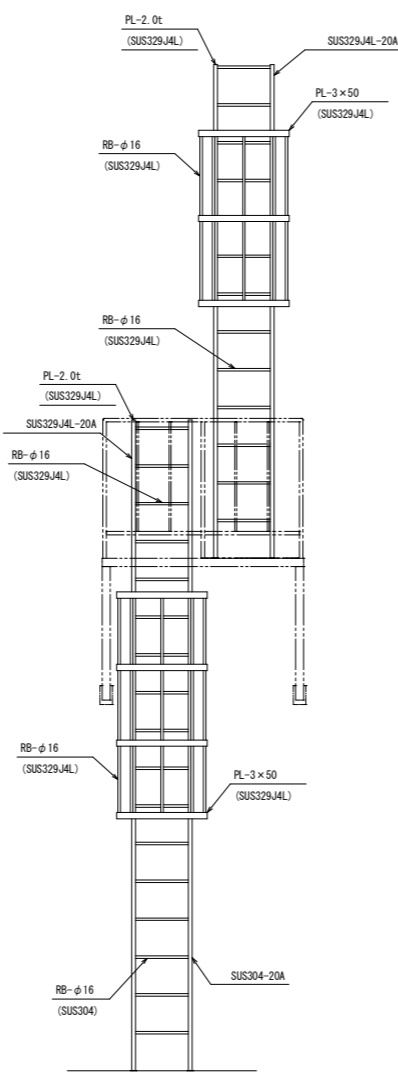 PL-2.0t
(SUS329J4L)
SUS329J4L-20A
PL-3×50
(SUS329J4L)
RB-φ16
(SUS329J4L)
RB-φ16
(SUS329J4L)
PL-2.0t
(SUS329J4L)
SUS329J4L-20A
RB-φ16
(SUS329J4L)
RB-φ16
(SUS329J4L)
PL-3×50
(SUS329J4L)
SUS304-20A
RB-φ16
(SUS304)